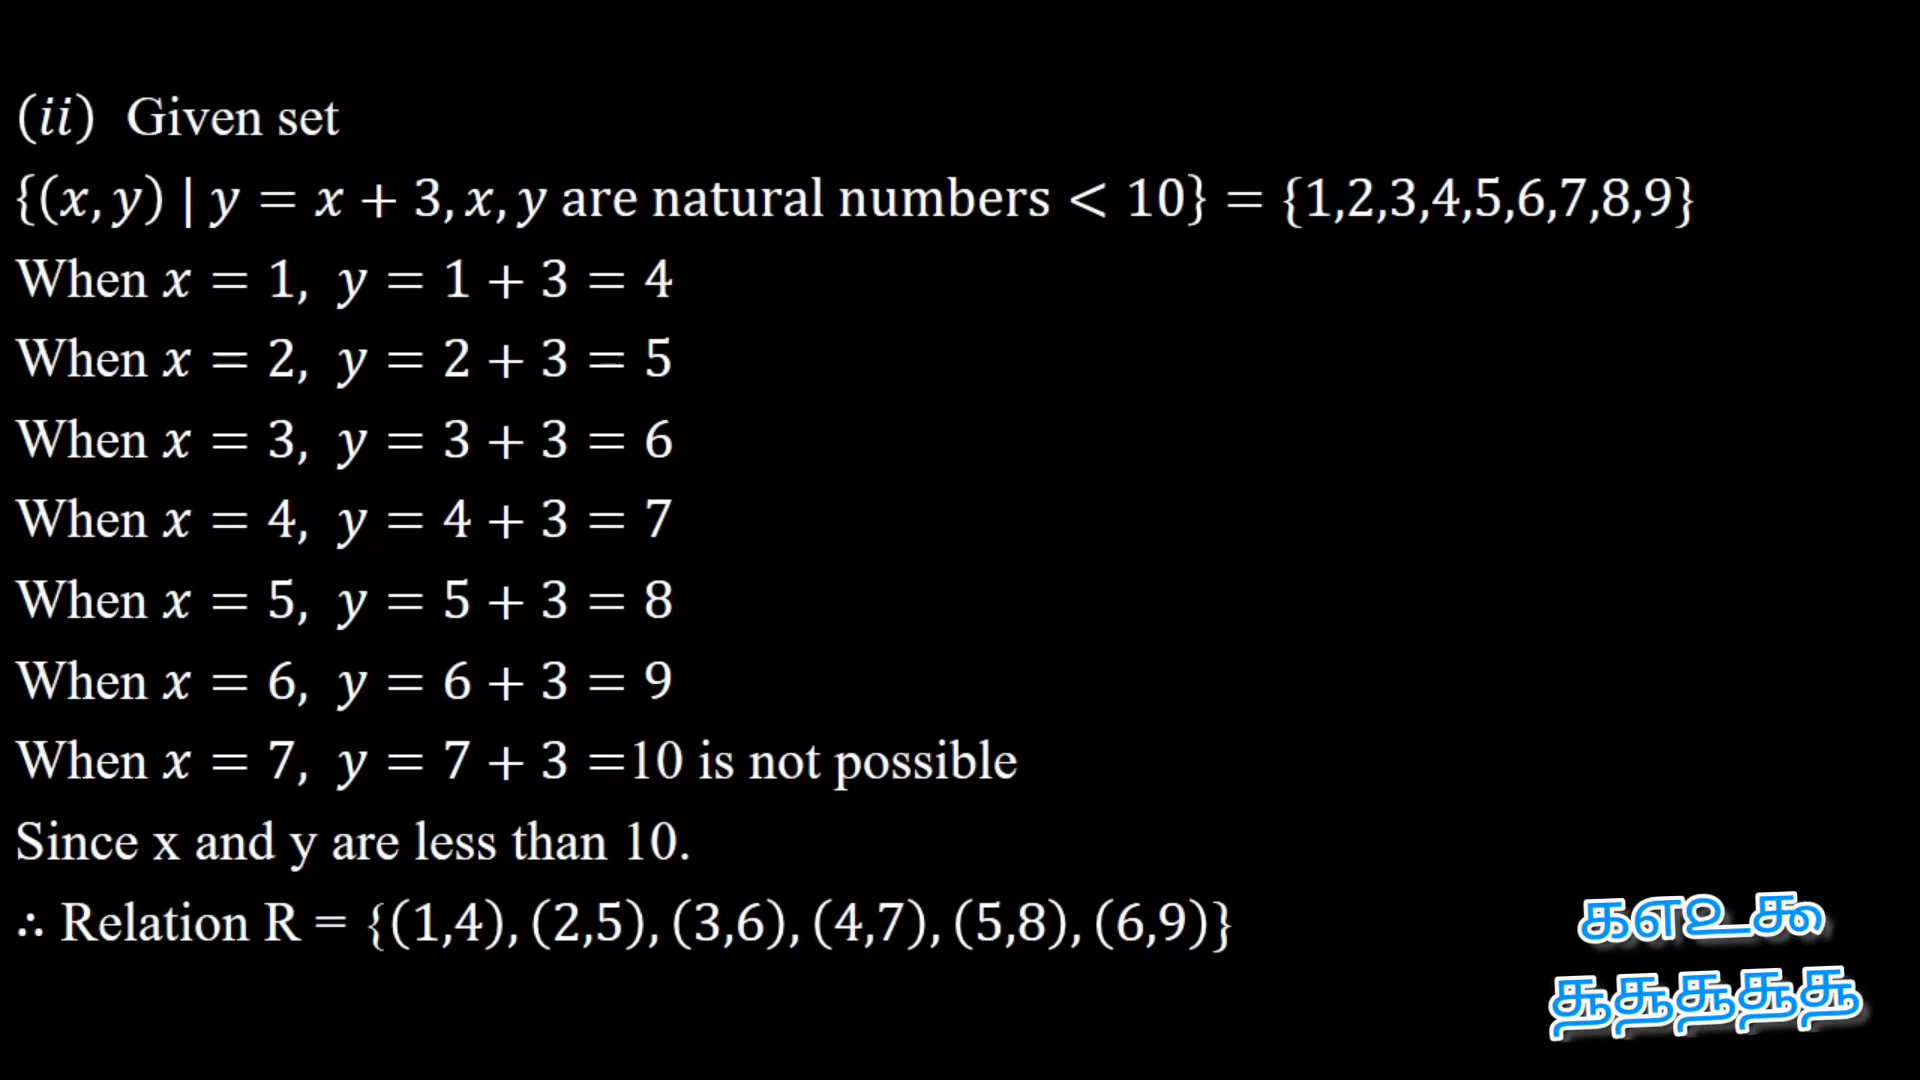 (ii) Given set
{(x, y) | y = x + 3, x, y are natural numbers < 10} = {1,2,3,4,5,6,7,8,9}
When x = 1, y = 1 + 3 = 4
When x = 2, y = 2 + 3 = 5
When x = 3, y = 3 + 3 = 6
When x = 4, y = 4 + 3 = 7
When x = 5, y = 5 + 3 = 8
When x = 6, y = 6 + 3 = 9
When x = 7, y = 7 + 3 =10 is not possible
Since x and y are less than 10.
∴ Relation R = {(1,4), (2,5), (3,6), (4,7), (5,8), (6,9)}